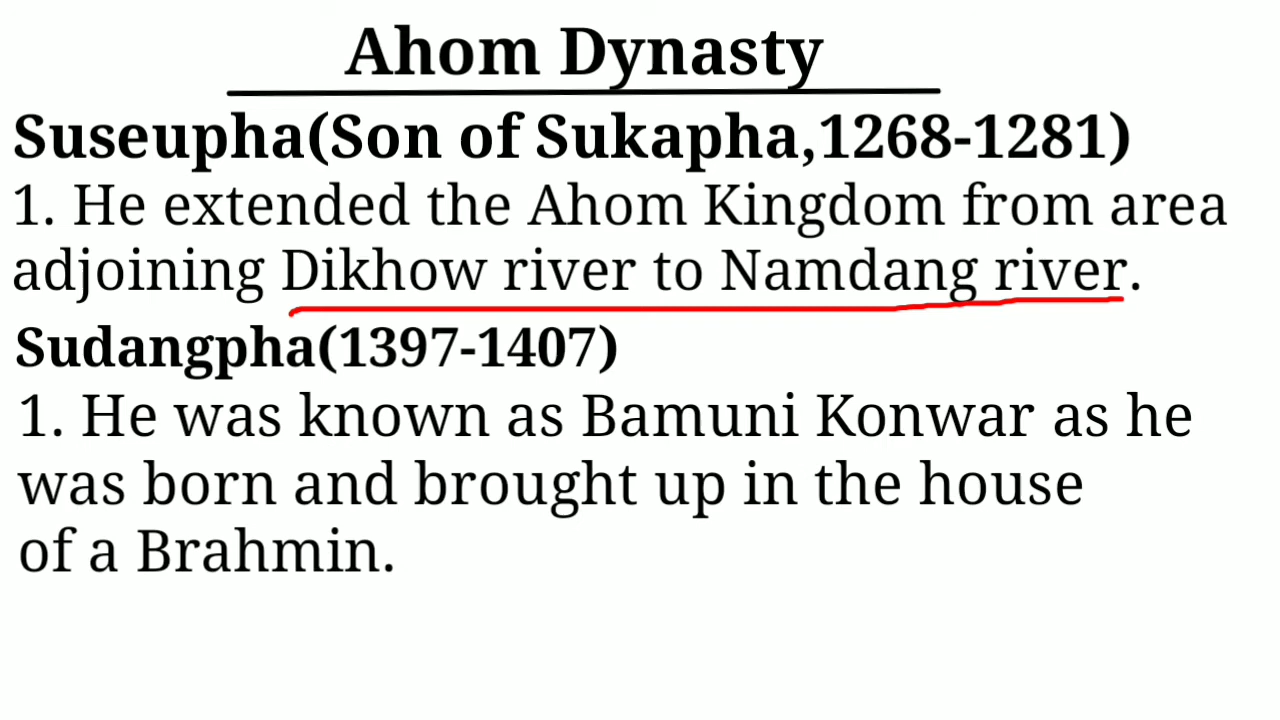 Ahom Dynasty
Suseupha(Son of Sukapha,1268-1281)
1. He extended the Ahom Kingdom from area
adjoining Dikhow river to Namdang river.
Sudangpha(1397-1407)
1. He was known as Bamuni Konwar as he
was born and brought up in the house
of a Brahmin.